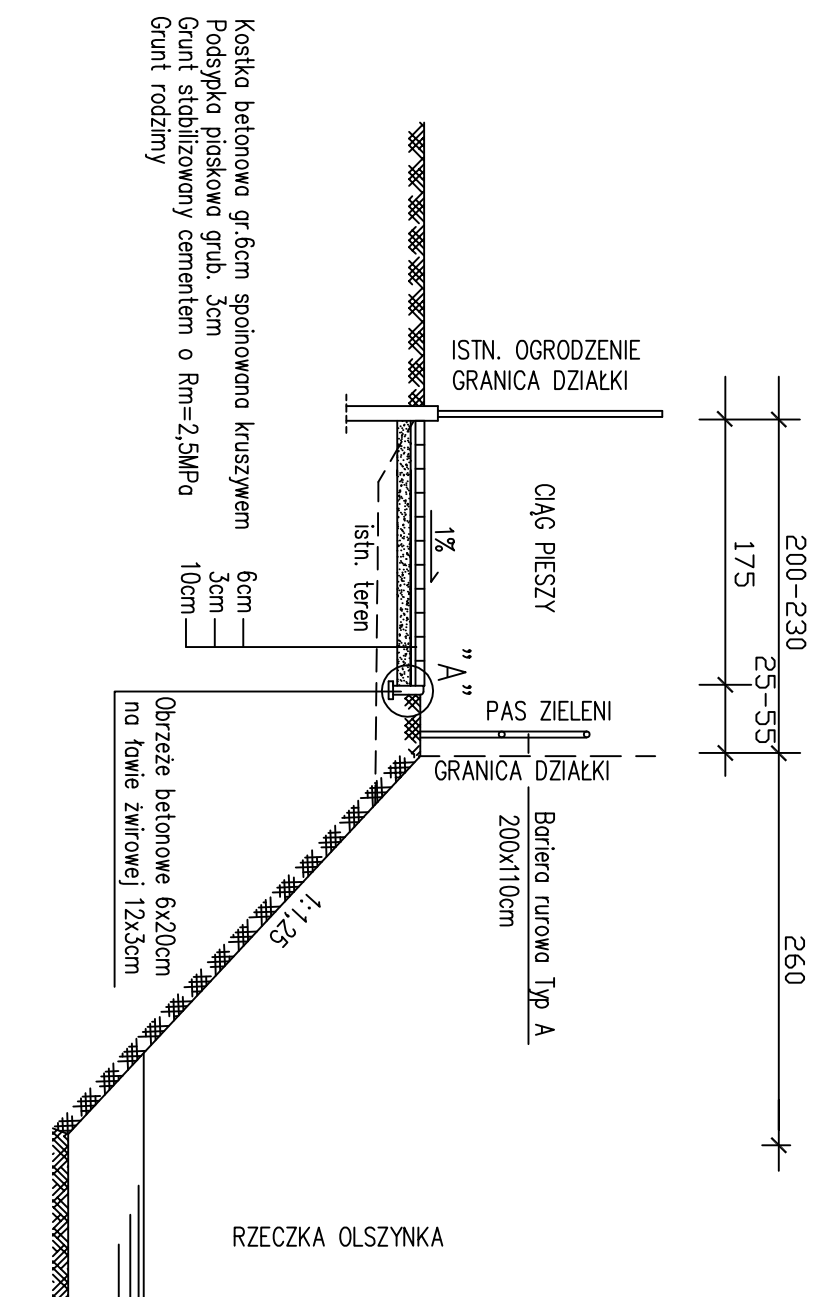 Kostka betonowa gr.6cm spoinowana kruszywem
Podsypka piaskowa grub. 3cm
Grunt stabilizowany cementem o Rm=2,5MPa
Grunt rodzimy
6cm
3cm
10cm
ISTN. OGRODZENIE
GRANICA DZIAŁKI
CIĄG PIESZY
1%
istn. teren
„A”
PAS ZIELENI
GRANICA DZIAŁKI
200-230
175
25-55
260
Bariera rurowa Typ A
200x110cm
Obrzeże betonowe 6x20cm
na ławie żwirowej 12x3cm
1:1,25
RZECZKA OLSZYNKA